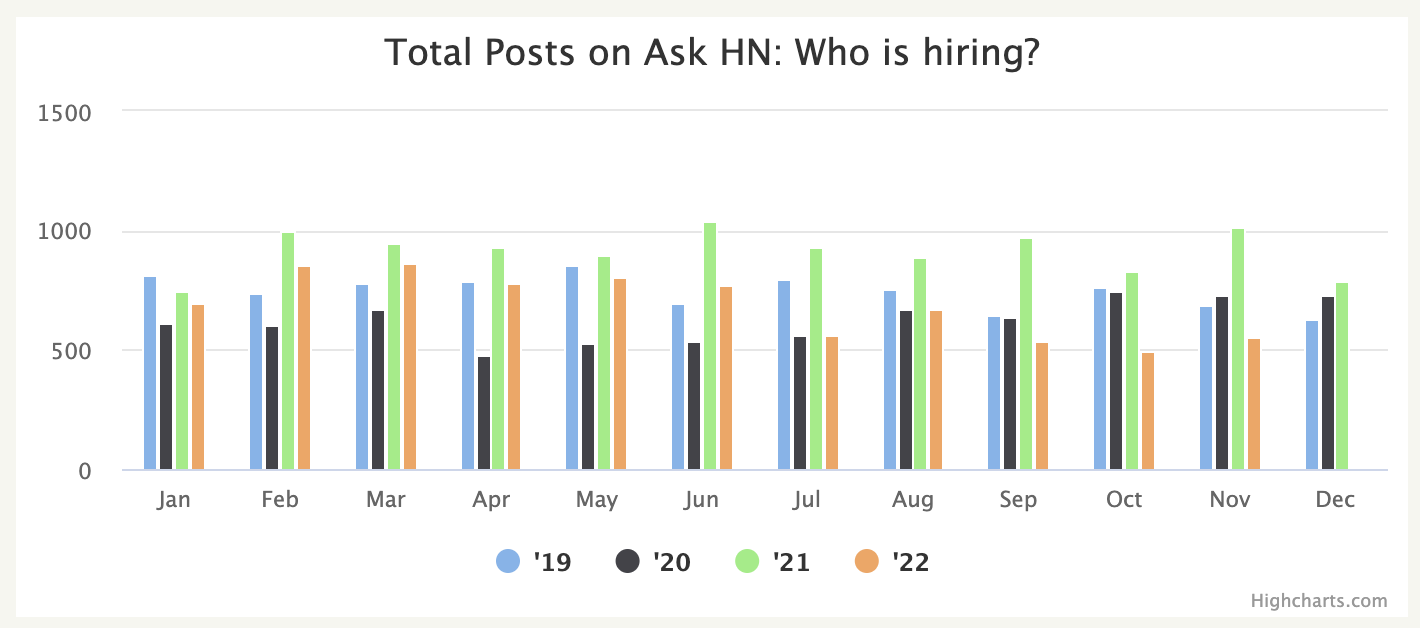 Total Posts on Ask HN: Who is hiring?
1500
1000
500
0
Jan Feb Mar Apr May Jun Jul Aug Sep Oct Nov Dec
'19 '20 '21 '22
Highcharts.com